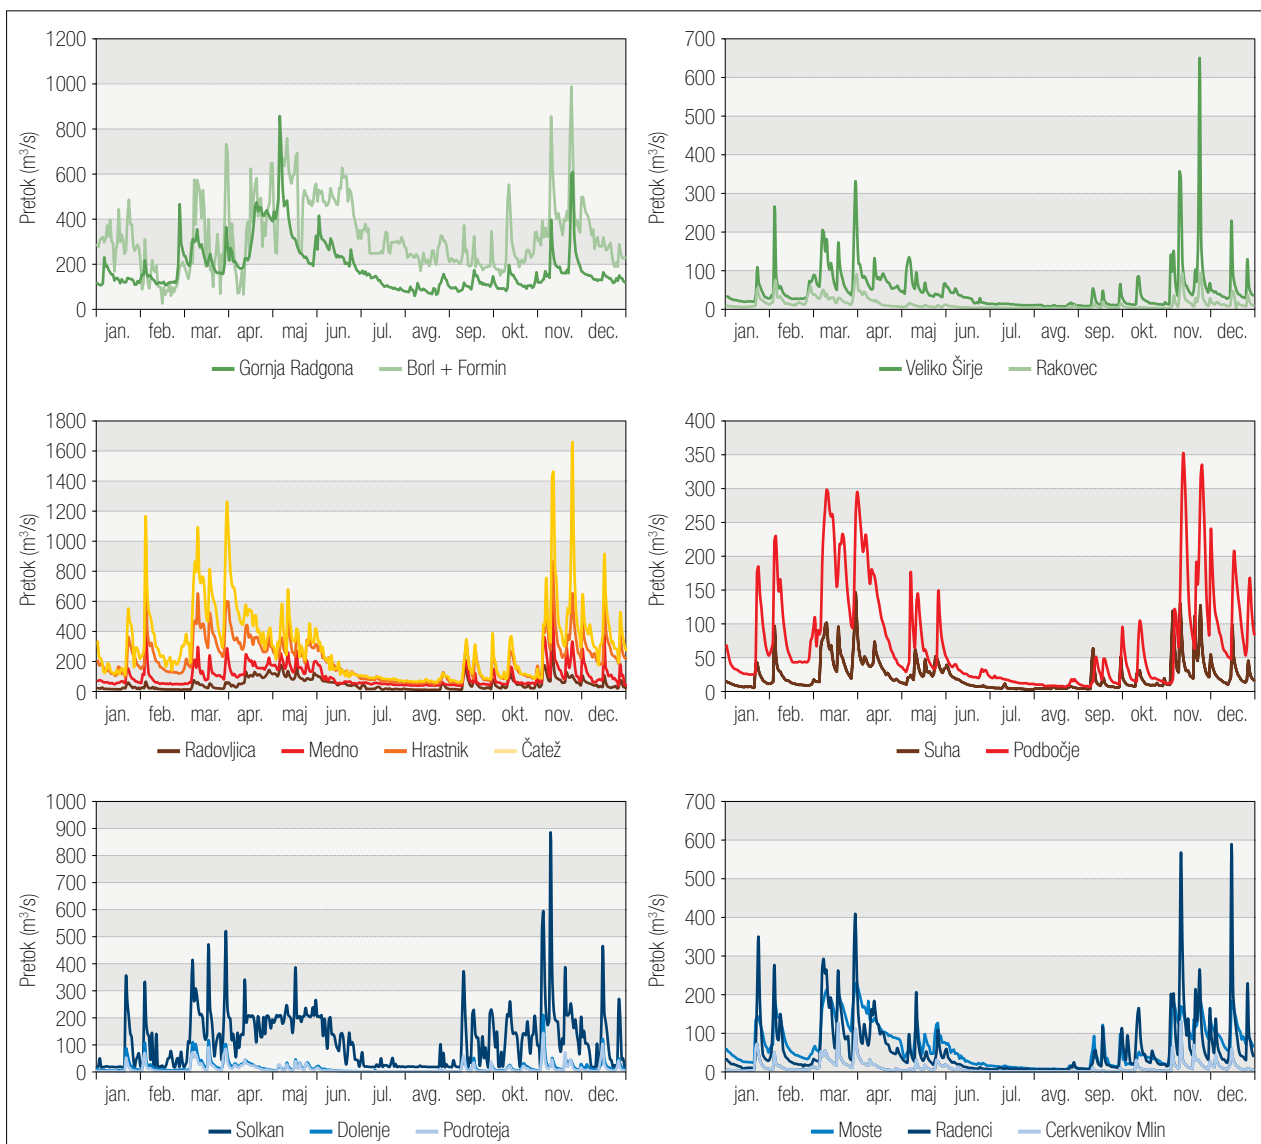 Pretok (m³/s)
1200
1000
800
600
400
200
0
jan. feb. mar. apr. maj jun. jul. avg. sep. okt. nov. dec.
Gornja Radgona Borl + Formin
Pretok (m³/s)
700
600
500
400
300
200
100
0
jan. feb. mar. apr. maj jun. jul. avg. sep. okt. nov. dec.
Veliko Širje Rakovec
Pretok (m³/s)
1800
1600
1400
1200
1000
800
600
400
200
0
jan. feb. mar. apr. maj jun. jul. avg. sep. okt. nov. dec.
Radovljica Medno Hrastnik Čatež
Pretok (m³/s)
400
350
300
250
200
150
100
50
0
jan. feb. mar. apr. maj jun. jul. avg. sep. okt. nov. dec.
Suha Podbočje
Pretok (m³/s)
1000
900
800
700
600
500
400
300
200
100
0
jan. feb. mar. apr. maj jun. jul. avg. sep. okt. nov. dec.
Solkan Dolenje Podroteja
Pretok (m³/s)
700
600
500
400
300
200
100
0
jan. feb. mar. apr. maj jun. jul. avg. sep. okt. nov. dec.
Moste Radenci Cerkvenikov Mlin